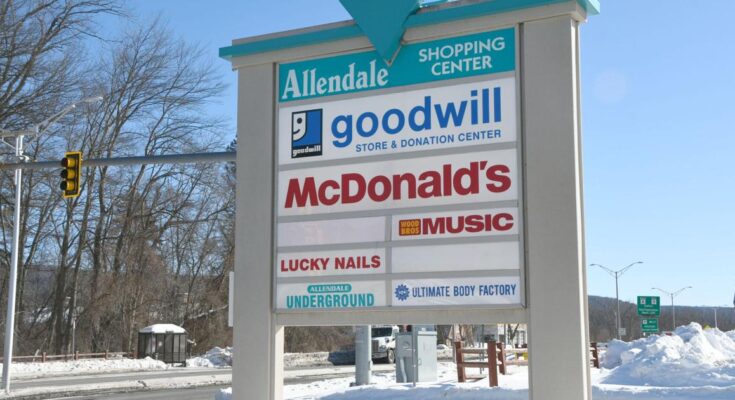 Allendale SHOPPING
CENTER
goodwill
goodwill
STORE & DONATION CENTER
McDonald's
WOOD
BROS MUSIC
LUCKY NAILS
ALLENDALE
UNDERGROUND
ULTIMATE BODY FACTORY